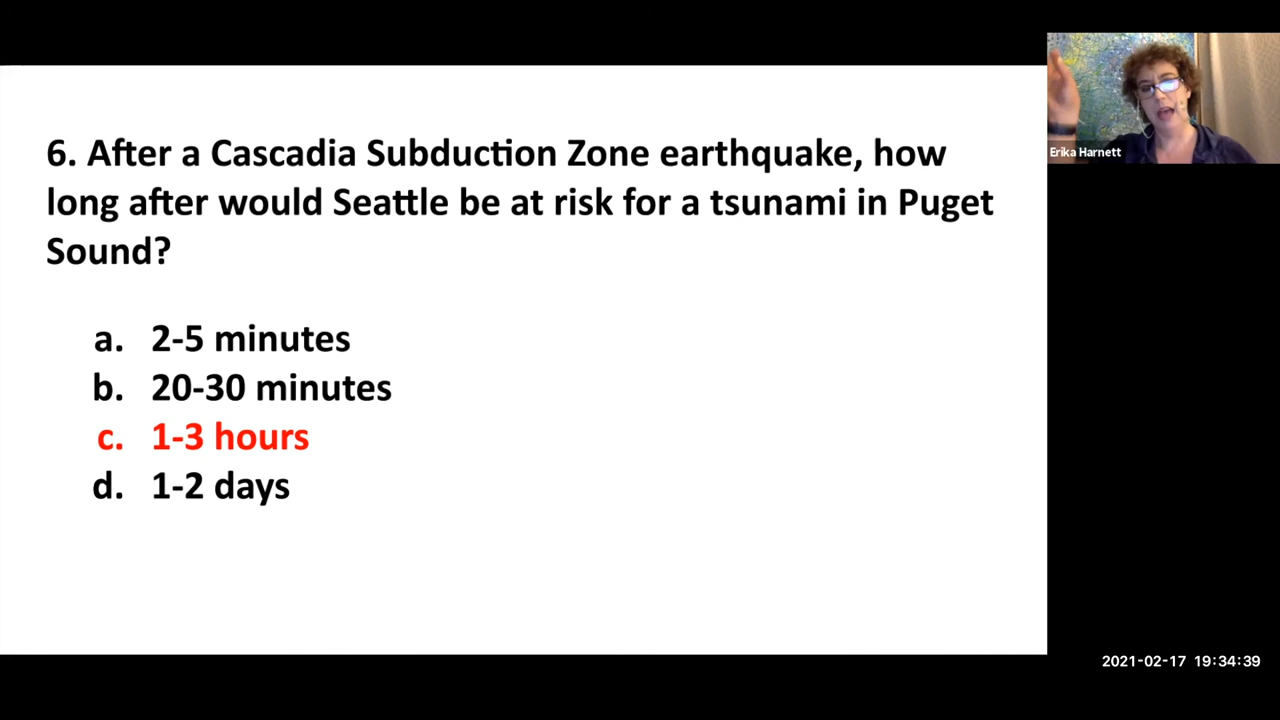 6. After a Cascadia Subduction Zone earthquake, how
long after would Seattle be at risk for a tsunami in Puget
Sound?
a. 2-5 minutes
b. 20-30 minutes
c. 1-3 hours
d. 1-2 days
Erika Harnett
2021-02-17 19:34:39